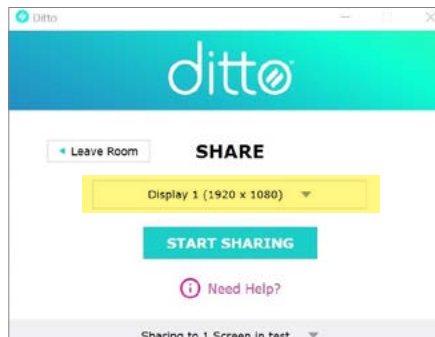 Ditto
ditto
Leave Room
SHARE
Display 1 (1920 x 1080)
START SHARING
Need Help?
Sharing to 1 Screen in test